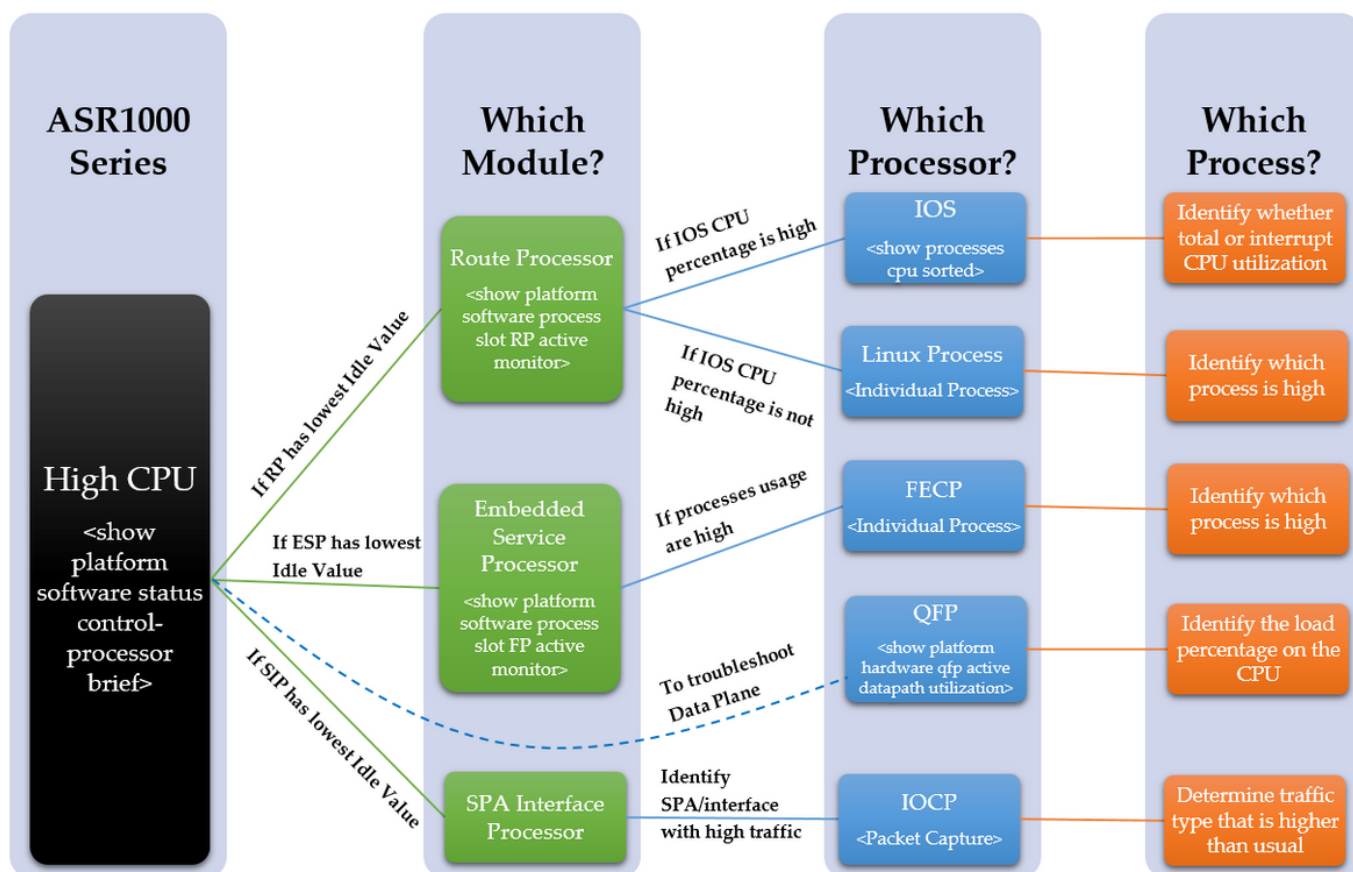 ASR1000
Series
High CPU
<show
platform
software status
control-
processor
brief>
If RP has lowest Idle Value
If ESP has lowest
Idle Value
If SIP has lowest Idle Value
Which
Module?
Route Processor
<show platform
software process
slot RP active
monitor>
Embedded
Service
Processor
<show platform
software process
slot FP active
monitor>
SPA Interface
Processor
If IOS CPU
percentage is high
If IOS CPU
percentage is not
high
If processes usage
are high
To troubleshoot
Data Plane
Identify
SPA/interface
with high traffic
Which
Processor?
IOS
<show processes
cpu sorted>
Linux Process
<Individual Process>
FECP
<Individual Process>
QFP
<show platform
hardware qfp active
datapath utilization>
IOCP
<Packet Capture>
Which
Process?
Identify whether
total or interrupt
CPU utilization
Identify which
process is high
Identify which
process is high
Identify the load
percentage on the
CPU
Determine traffic
type that is higher
than usual